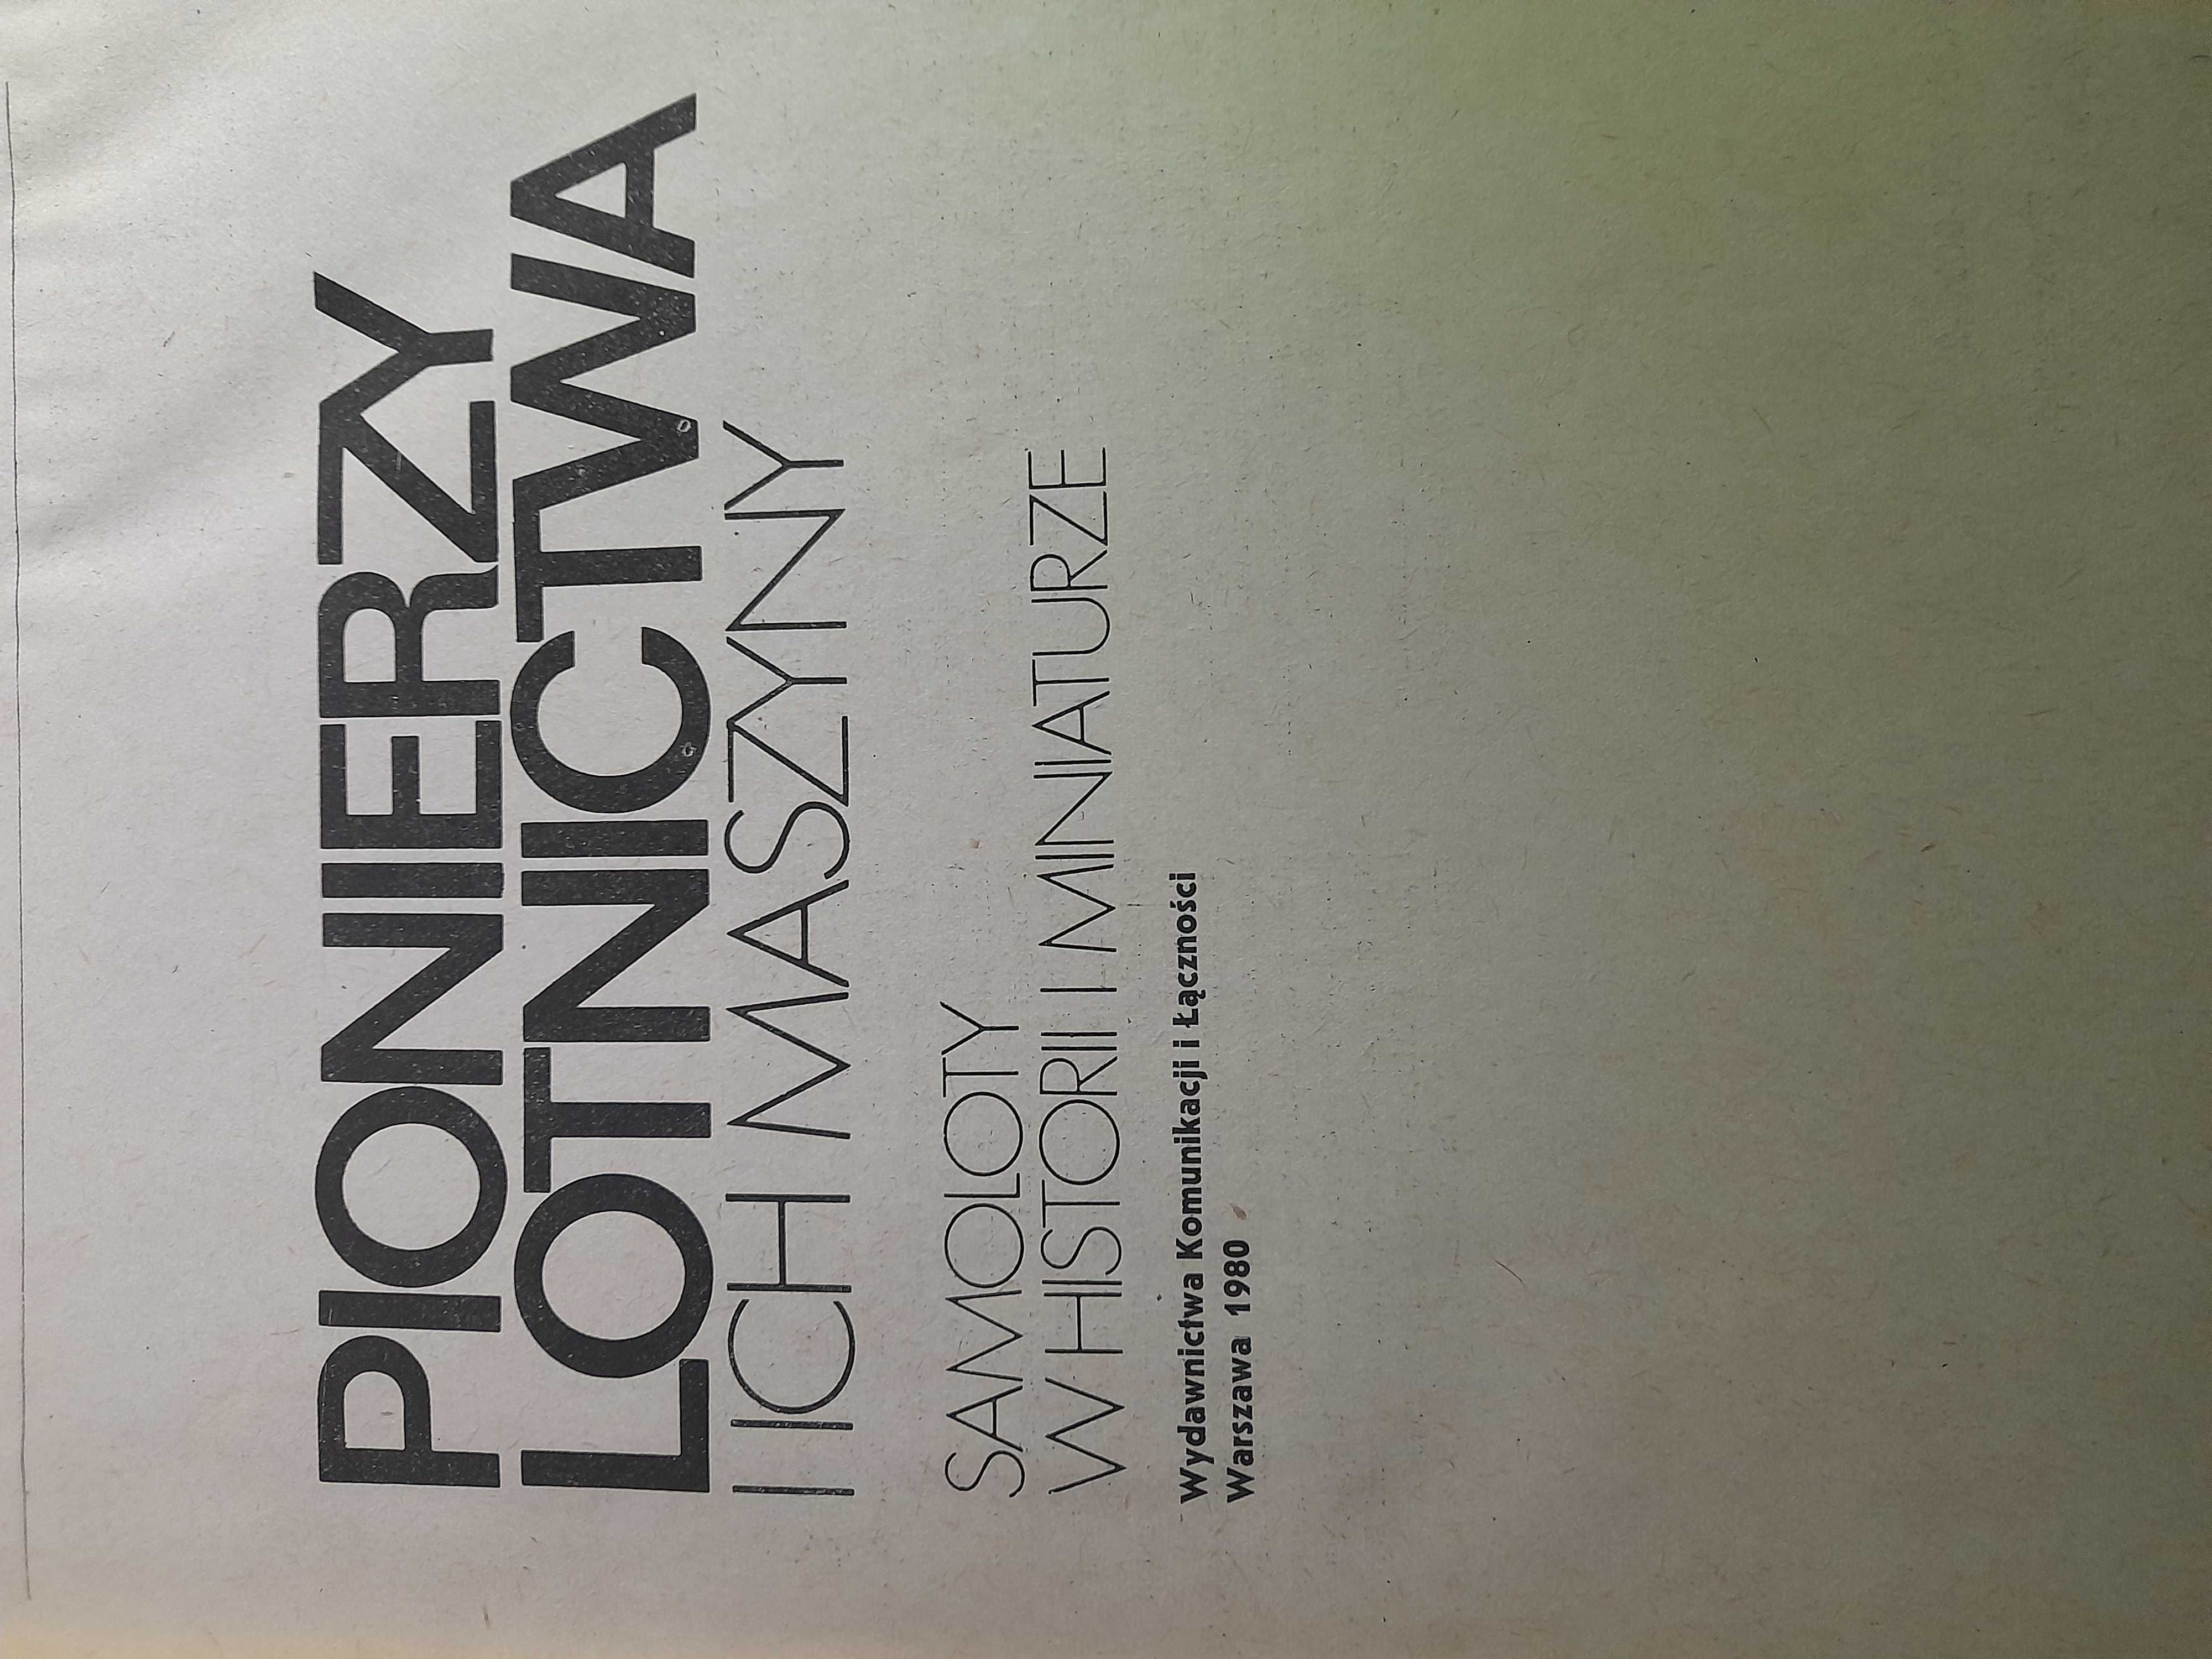 PIONIERZY
LOTNICTWA
I ICH MASZYNY
SAMOLOTY
W HISTORII I MINIATURZE
Wydawnictwa Komunikacji i Łączności
Warszawa 1980